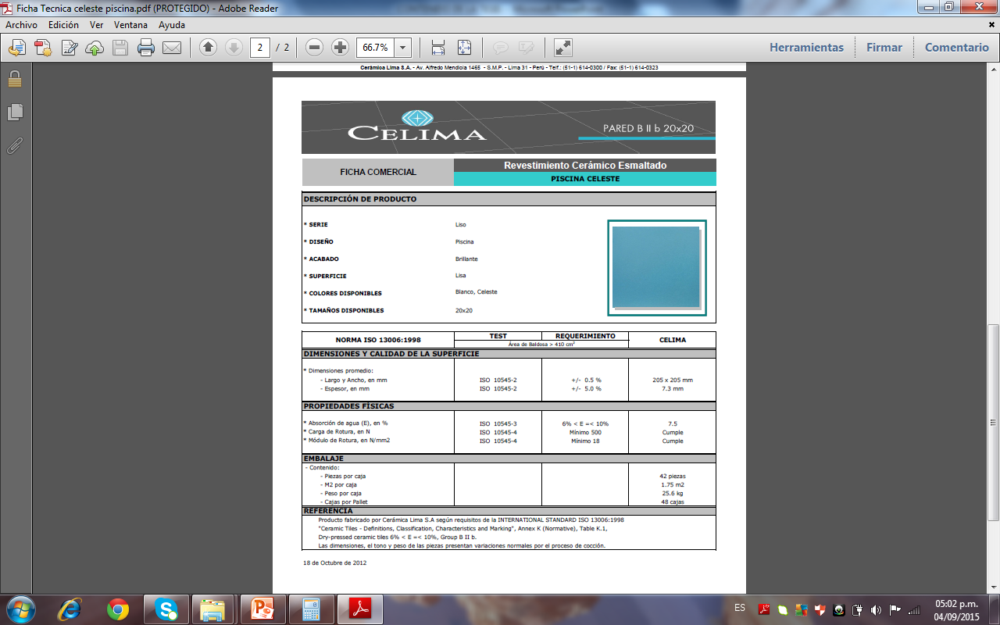 Ficha Tecnica celeste piscina.pdf (PROTEGIDO) - Adobe Reader
Archivo Edición Ver Ventana Ayuda
2 / 2 66.7% Herramientas Firmar Comentario
Cerámica Lima S.A. - Av. Alfredo Mendiola 1465 - S.M.P. - Lima 31 - Perú - Telf.: (51-1) 614-0300 / Fax: (51-1) 614-0323
CELIMA
PARED B II b 20x20
FICHA COMERCIAL
Revestimiento Cerámico Esmaltado
PISCINA CELESTE
DESCRIPCIÓN DE PRODUCTO
* SERIE Liso
* DISEÑO Piscina
* ACABADO Brillante
* SUPERFICIE Lisa
* COLORES DISPONIBLES Blanco, Celeste
* TAMAÑOS DISPONIBLES 20x20
NORMA ISO 13006:1998 TEST REQUERIMIENTO CELIMA
Área de Baldosa > 410 cm²
DIMENSIONES Y CALIDAD DE LA SUPERFICIE
* Dimensiones promedio:
- Largo y Ancho, en mm ISO 10545-2 +/- 0.5 % 205 x 205 mm
- Espesor, en mm ISO 10545-2 +/- 5.0 % 7.3 mm
PROPIEDADES FÍSICAS
* Absorción de agua (E), en % ISO 10545-3 6% < E =< 10% 7.5
* Carga de Rotura, en N ISO 10545-4 Mínimo 500 Cumple
* Módulo de Rotura, en N/mm2 ISO 10545-4 Mínimo 18 Cumple
EMBALAJE
- Contenido:
- Piezas por caja 42 piezas
- M2 por caja 1.75 m2
- Peso por caja 25.6 kg
- Cajas por Pallet 48 cajas
REFERENCIA
Producto fabricado por Cerámica Lima S.A según requisitos de la INTERNATIONAL STANDARD ISO 13006:1998
"Ceramic Tiles - Definitions, Classification, Characteristics and Marking", Annex K (Normative), Table K.1,
Dry-pressed ceramic tiles 6% < E =< 10%, Group B II b.
Las dimensiones, el tono y peso de las piezas presentan variaciones normales por el proceso de cocción.
18 de Octubre de 2012
ES
05:02 p.m.
04/09/2015